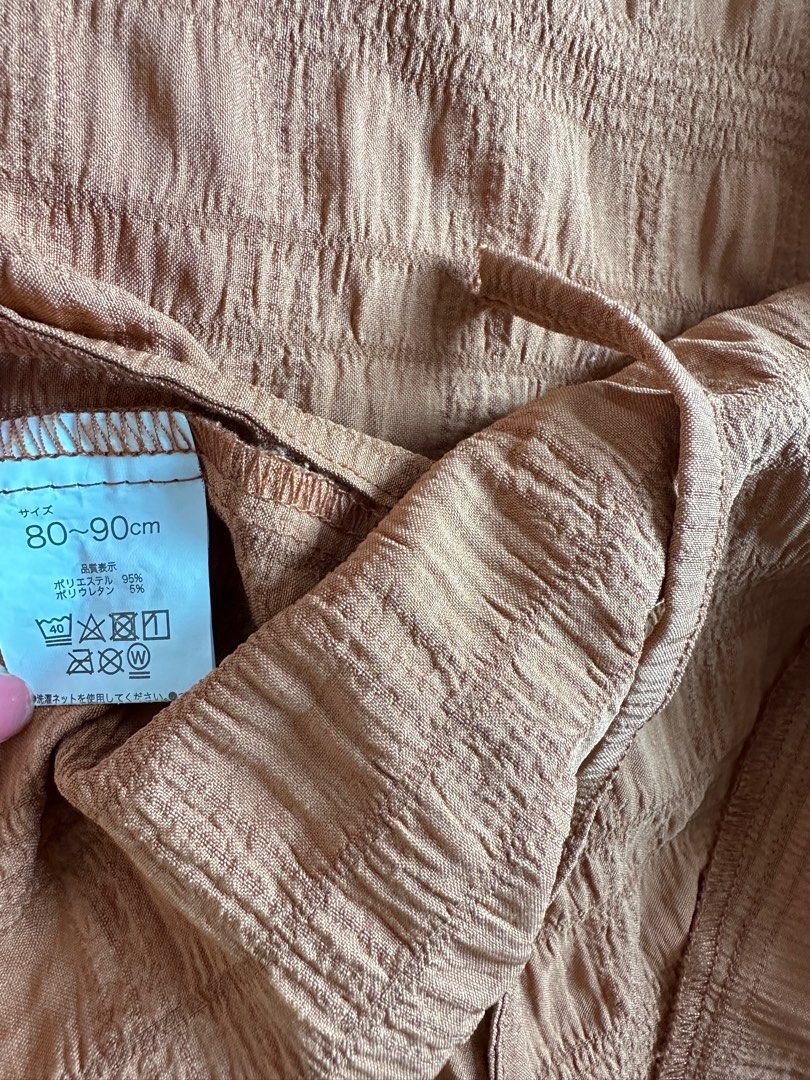 サイズ
80～90cm
品質表示
ポリエステル 95%
ポリウレタン 5%
40
W
洗濯ネットを使用してください。